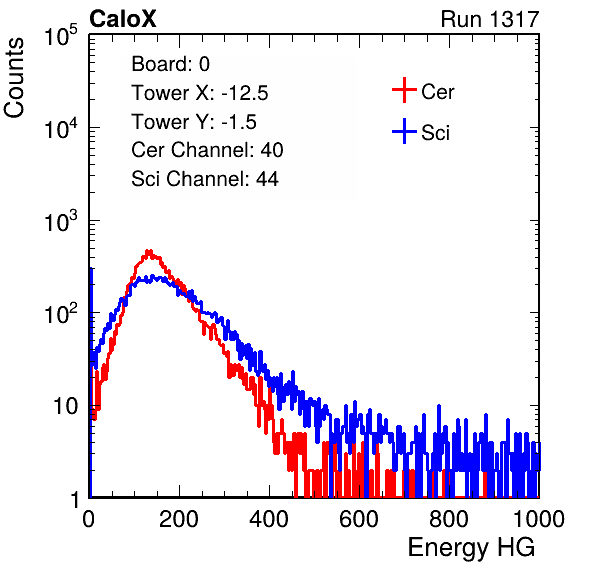 CaloX Run 1317
Counts
Board: 0
Tower X: -12.5
Tower Y: -1.5
Cer Channel: 40
Sci Channel: 44
Cer
Sci
10^5
10^4
10^3
10^2
10
1
0 200 400 600 800 1000
Energy HG